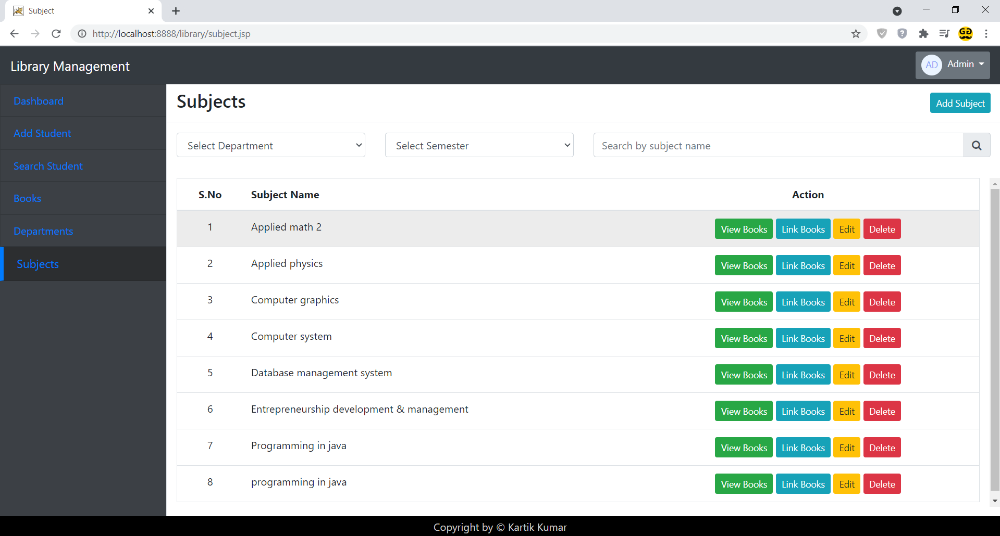 Subject
http://localhost:8888/library/subject.jsp
Library Management
AD Admin
Dashboard
Add Student
Search Student
Books
Departments
Subjects
Subjects
Add Subject
Select Department Select Semester Search by subject name
S.No Subject Name Action
1 Applied math 2 View Books Link Books Edit Delete
2 Applied physics View Books Link Books Edit Delete
3 Computer graphics View Books Link Books Edit Delete
4 Computer system View Books Link Books Edit Delete
5 Database management system View Books Link Books Edit Delete
6 Entrepreneurship development & management View Books Link Books Edit Delete
7 Programming in java View Books Link Books Edit Delete
8 programming in java View Books Link Books Edit Delete
Copyright by © Kartik Kumar